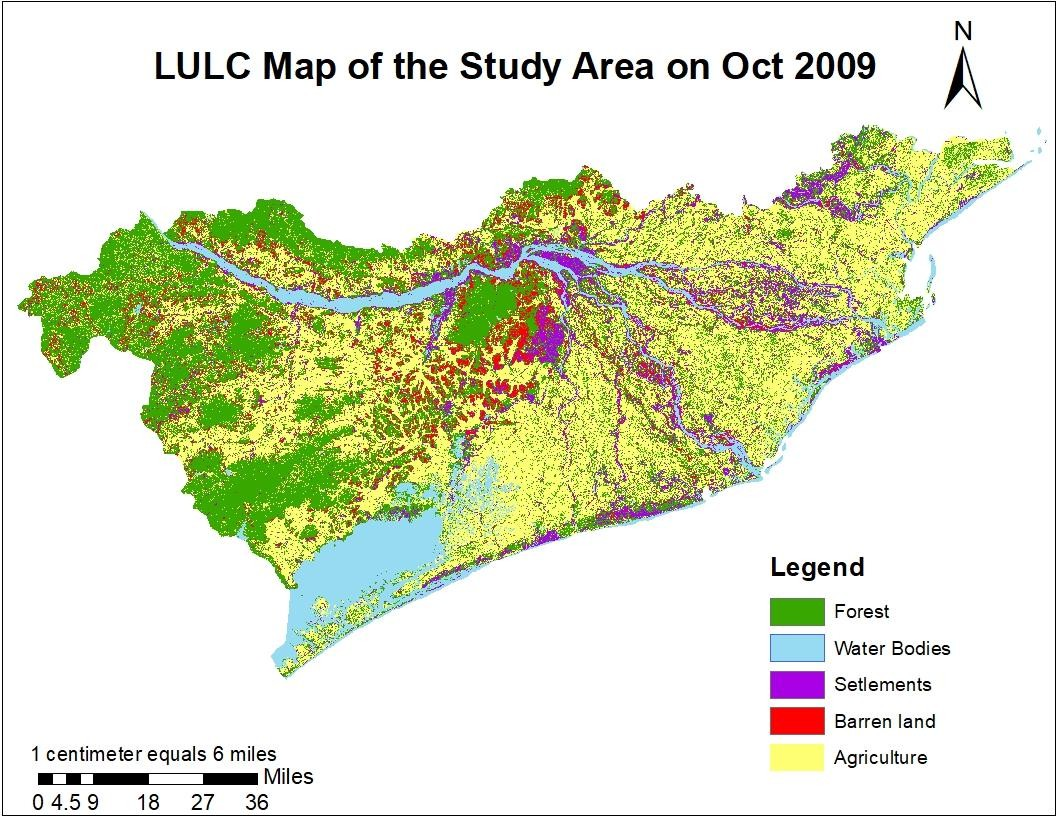 N
LULC Map of the Study Area on Oct 2009
Legend
Forest
Water Bodies
Setlements
Barren land
Agriculture
1 centimeter equals 6 miles
Miles
0 4.5 9 18 27 36